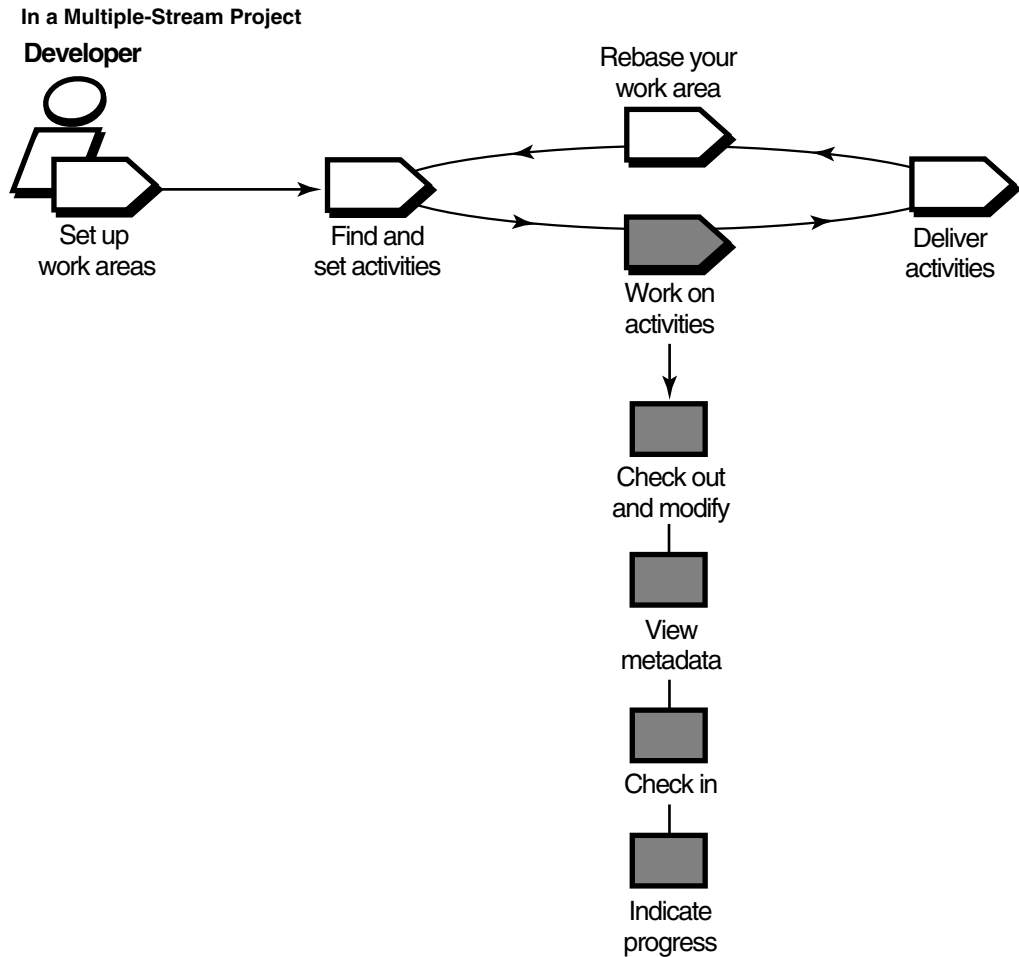 In a Multiple-Stream Project
Developer
Rebase your
work area
Set up
work areas
Find and
set activities
Work on
activities
Deliver
activities
Check out
and modify
View
metadata
Check in
Indicate
progress